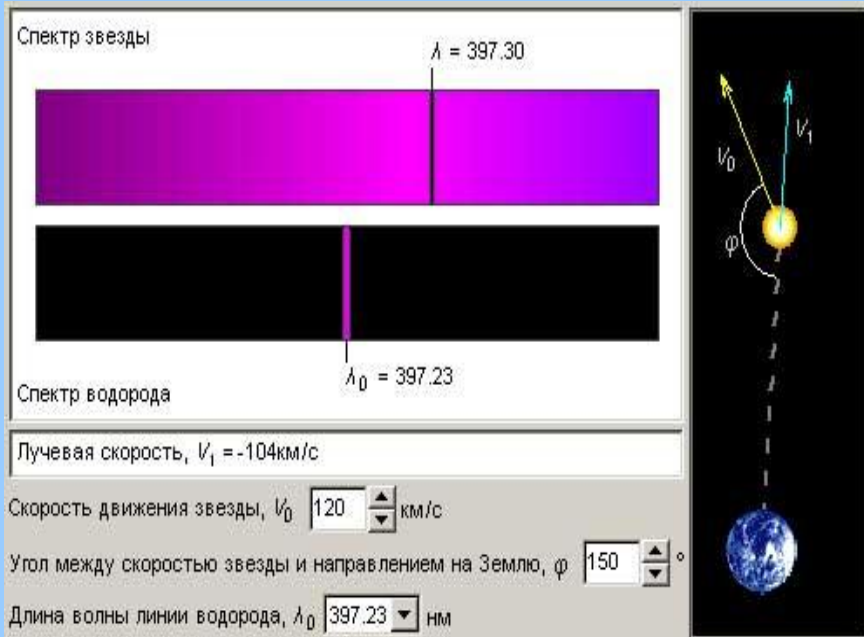 Спектр звезды
λ = 397.30
λ0 = 397.23
Спектр водорода
Лучевая скорость, V1 = -104км/с
Скорость движения звезды, V0 120 км/с
Угол между скоростью звезды и направлением на Землю, φ 150 °
Длина волны линии водорода, λ0 397.23 нм
V0
V1
φ